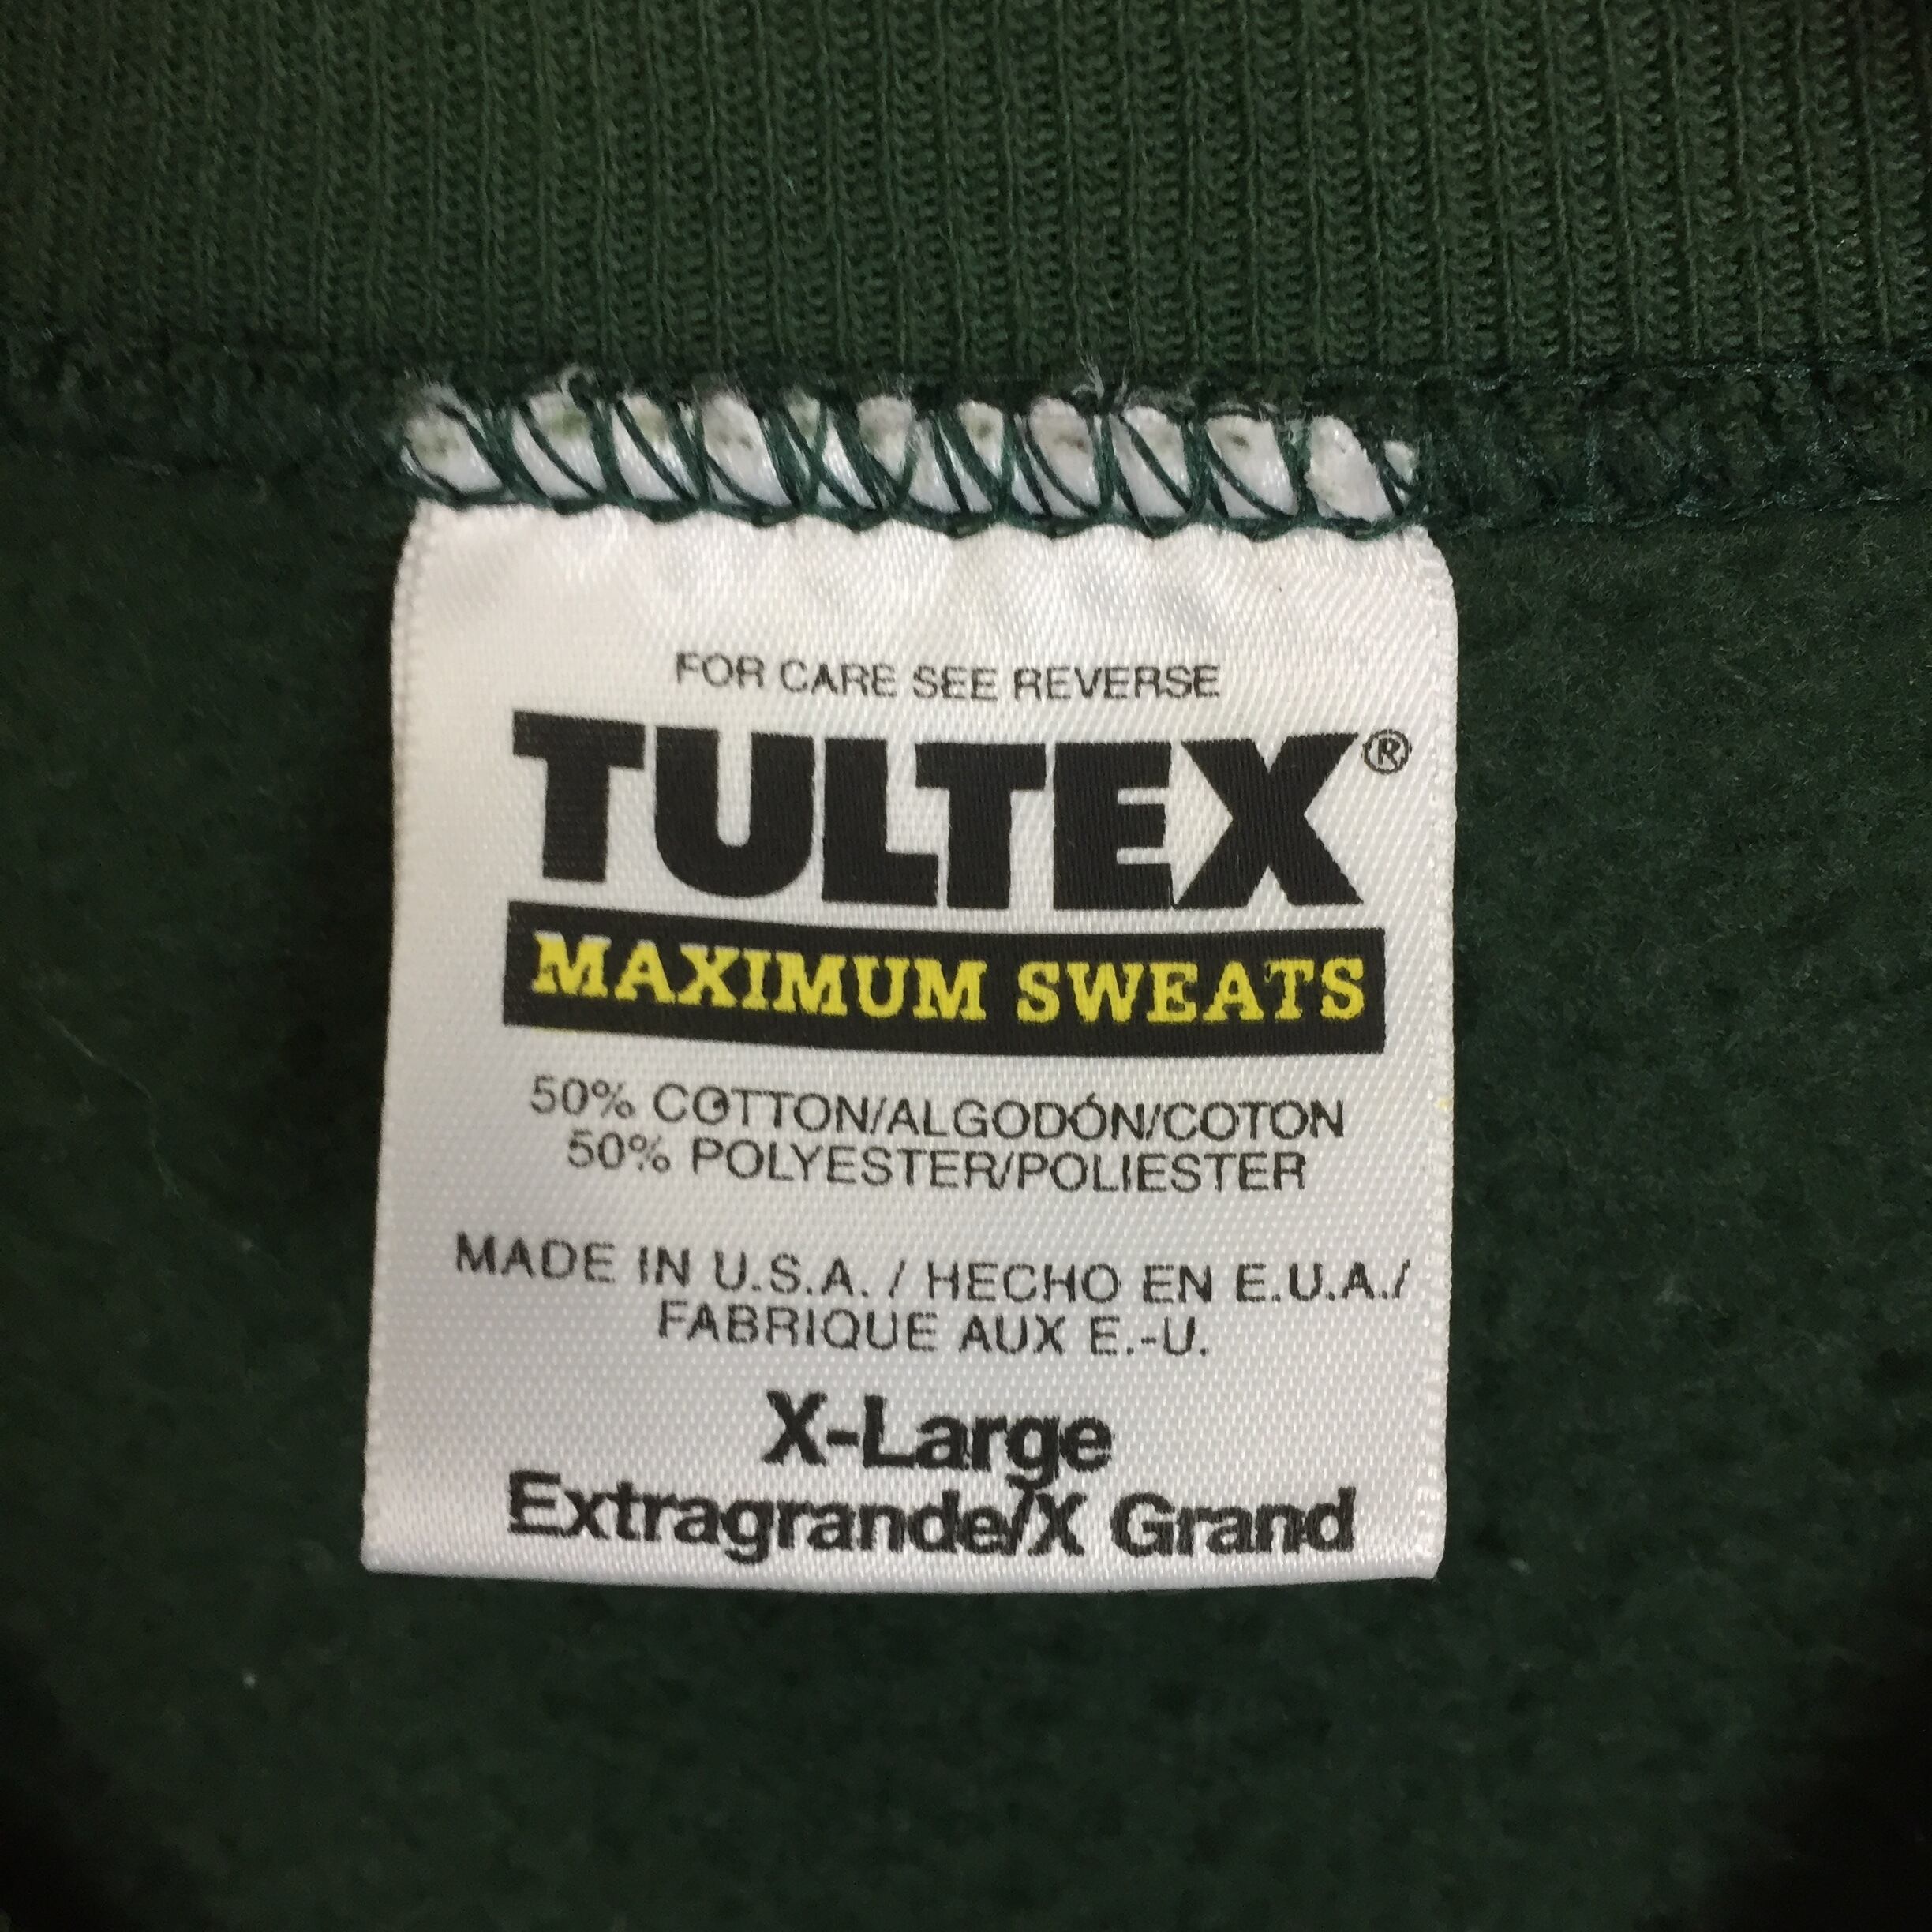 FOR CARE SEE REVERSE
TULTEX®
MAXIMUM SWEATS
50% COTTON/ALGODÓN/COTON
50% POLYESTER/POLIESTER
MADE IN U.S.A. / HECHO EN E.U.A./
FABRIQUE AUX E.-U.
X-Large
Extragrande/X Grand